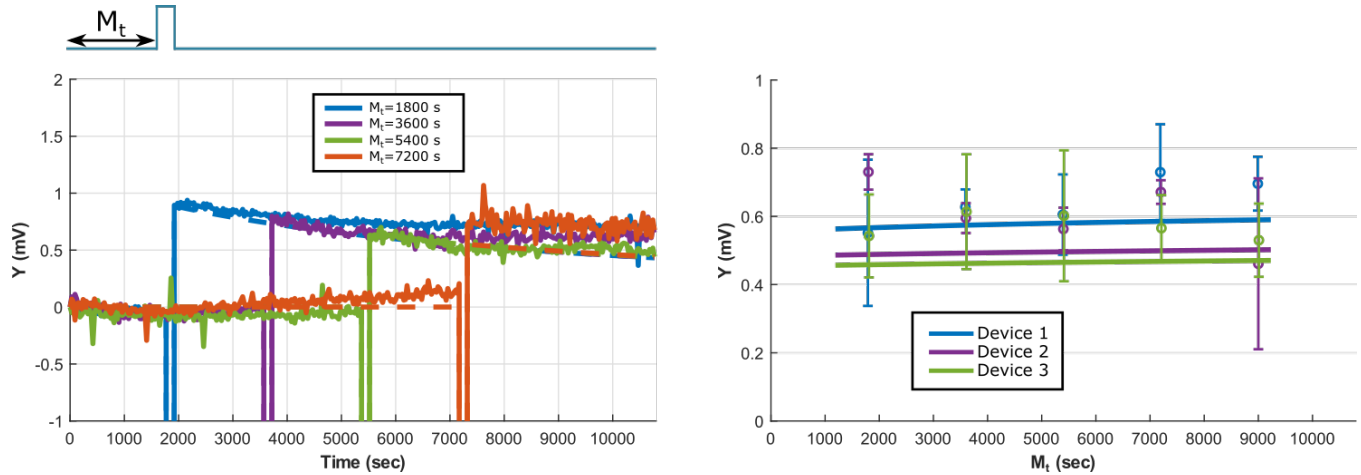 Mt
2
1.5
1
0.5
0
-0.5
-1
Y (mV)
Mt=1800 s
Mt=3600 s
Mt=5400 s
Mt=7200 s
0 1000 2000 3000 4000 5000 6000 7000 8000 9000 10000
Time (sec)
1
0.8
0.6
0.4
0.2
0
Y (mV)
Device 1
Device 2
Device 3
0 1000 2000 3000 4000 5000 6000 7000 8000 9000 10000
Mt (sec)